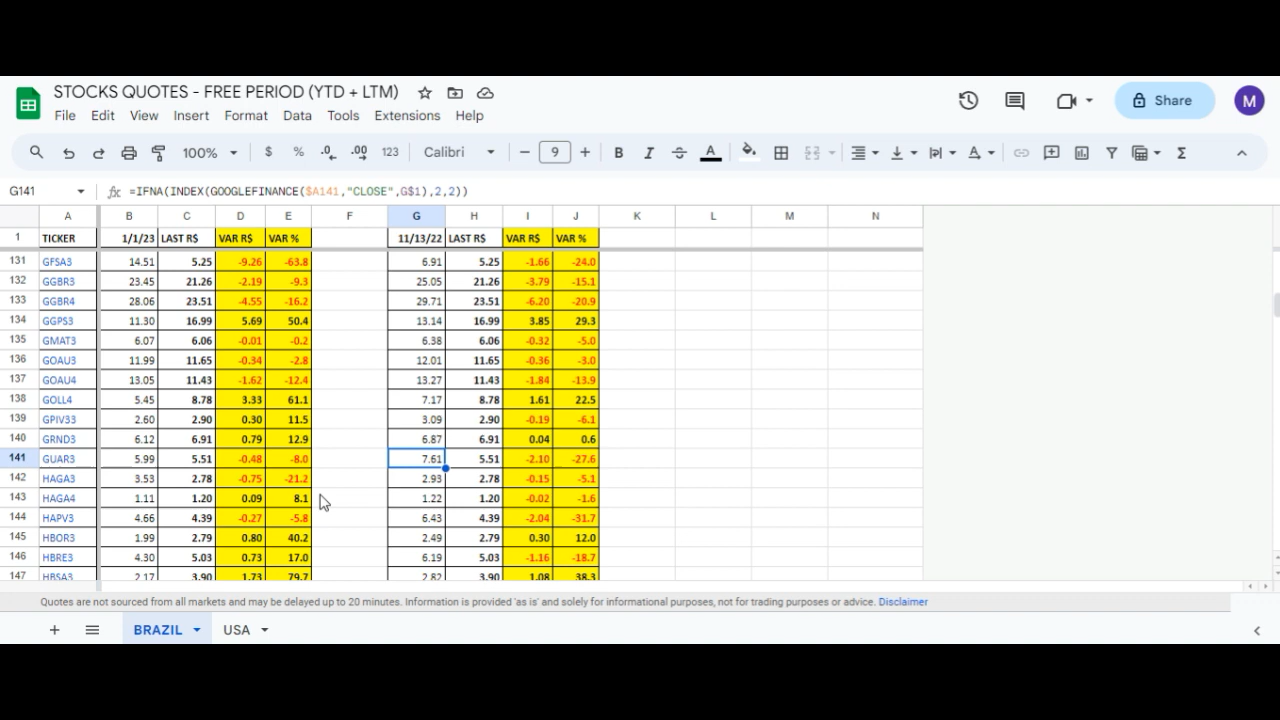 STOCKS QUOTES - FREE PERIOD (YTD + LTM)
File Edit View Insert Format Data Tools Extensions Help
Share M
100% $ % .0 .00 123 Calibri 9 B I A
G141 fx =IFNA(INDEX(GOOGLEFINANCE($A141,"CLOSE",G$1),2,2))
A B C D E F G H I J K L M N
1 TICKER 1/1/23 LAST R$ VAR R$ VAR % 11/13/22 LAST R$ VAR R$ VAR %
131 GFSA3 14.51 5.25 -9.26 -63.8 6.91 5.25 -1.66 -24.0
132 GGBR3 23.45 21.26 -2.19 -9.3 25.05 21.26 -3.79 -15.1
133 GGBR4 28.06 23.51 -4.55 -16.2 29.71 23.51 -6.20 -20.9
134 GGPS3 11.30 16.99 5.69 50.4 13.14 16.99 3.85 29.3
135 GMAT3 6.07 6.06 -0.01 -0.2 6.38 6.06 -0.32 -5.0
136 GOAU3 11.99 11.65 -0.34 -2.8 12.01 11.65 -0.36 -3.0
137 GOAU4 13.05 11.43 -1.62 -12.4 13.27 11.43 -1.84 -13.9
138 GOLL4 5.45 8.78 3.33 61.1 7.17 8.78 1.61 22.5
139 GPIV33 2.60 2.90 0.30 11.5 3.09 2.90 -0.19 -6.1
140 GRND3 6.12 6.91 0.79 12.9 6.87 6.91 0.04 0.6
141 GUAR3 5.99 5.51 -0.48 -8.0 7.61 5.51 -2.10 -27.6
142 HAGA3 3.53 2.78 -0.75 -21.2 2.93 2.78 -0.15 -5.1
143 HAGA4 1.11 1.20 0.09 8.1 1.22 1.20 -0.02 -1.6
144 HAPV3 4.66 4.39 -0.27 -5.8 6.43 4.39 -2.04 -31.7
145 HBOR3 1.99 2.79 0.80 40.2 2.49 2.79 0.30 12.0
146 HBRE3 4.30 5.03 0.73 17.0 6.19 5.03 -1.16 -18.7
147 HBSA3 2.17 3.90 1.73 79.7 2.82 3.90 1.08 38.3
Quotes are not sourced from all markets and may be delayed up to 20 minutes. Information is provided 'as is' and solely for informational purposes, not for trading purposes or advice. Disclaimer
BRAZIL USA